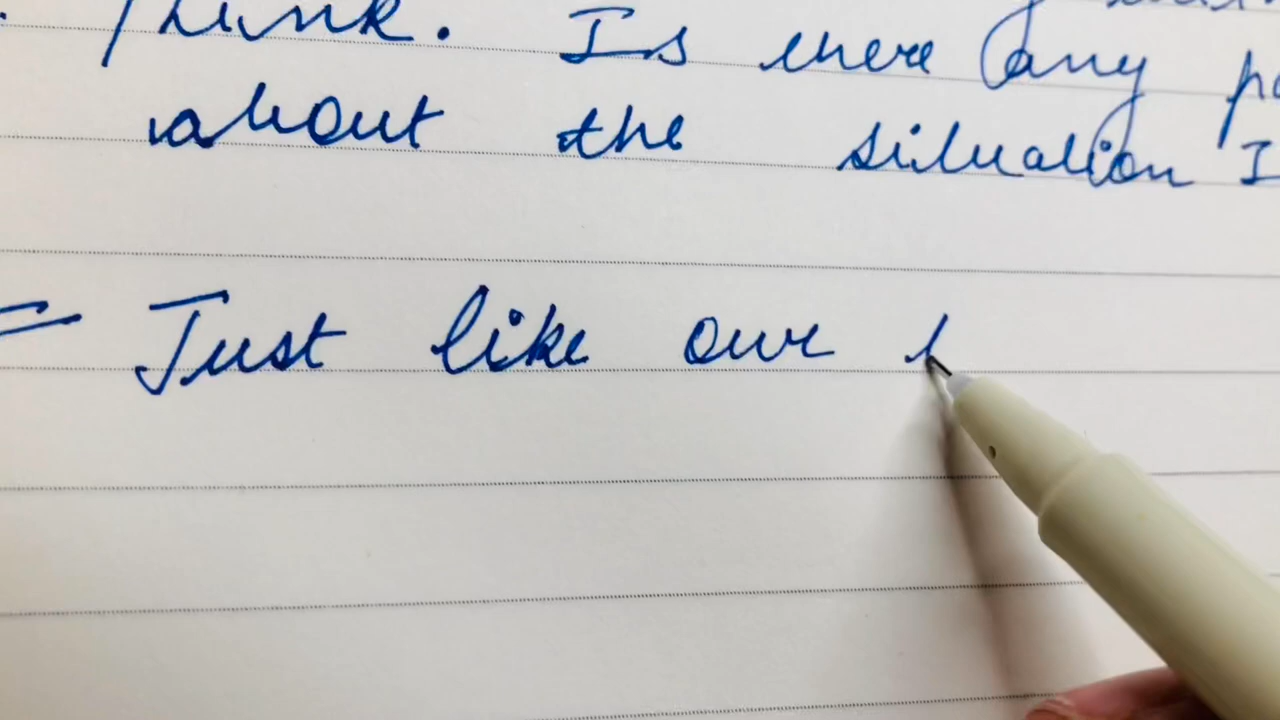 Think. Is there any
about the situation I
= Just like our